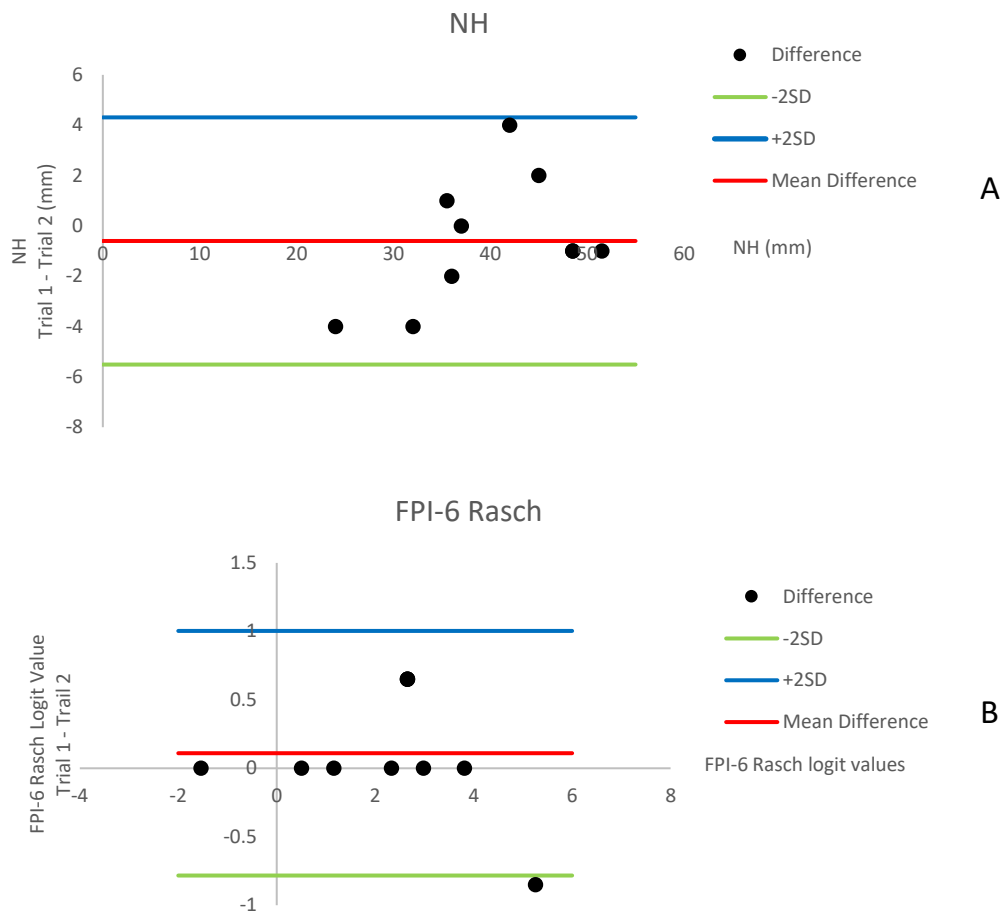 NH
Difference
-2SD
+2SD
Mean Difference
A
6
4
2
0
-2
-4
-6
-8
0 10 20 30 40 50 60
NH (mm)
NH
Trial 1 - Trial 2 (mm)
FPI-6 Rasch
Difference
-2SD
+2SD
Mean Difference
B
1.5
1
0.5
0
-0.5
-1
-4 -2 0 2 4 6 8
FPI-6 Rasch logit values
FPI-6 Rasch Logit Value
Trial 1 - Trail 2